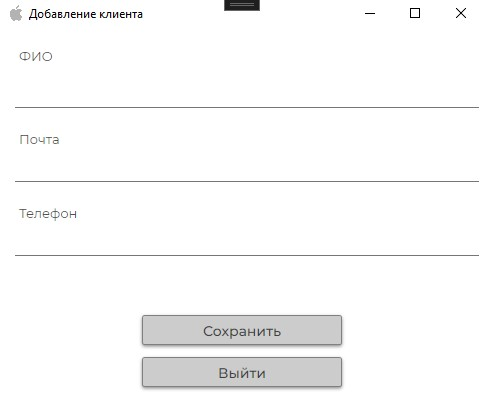 Добавление клиента
ФИО
Почта
Телефон
Сохранить
Выйти